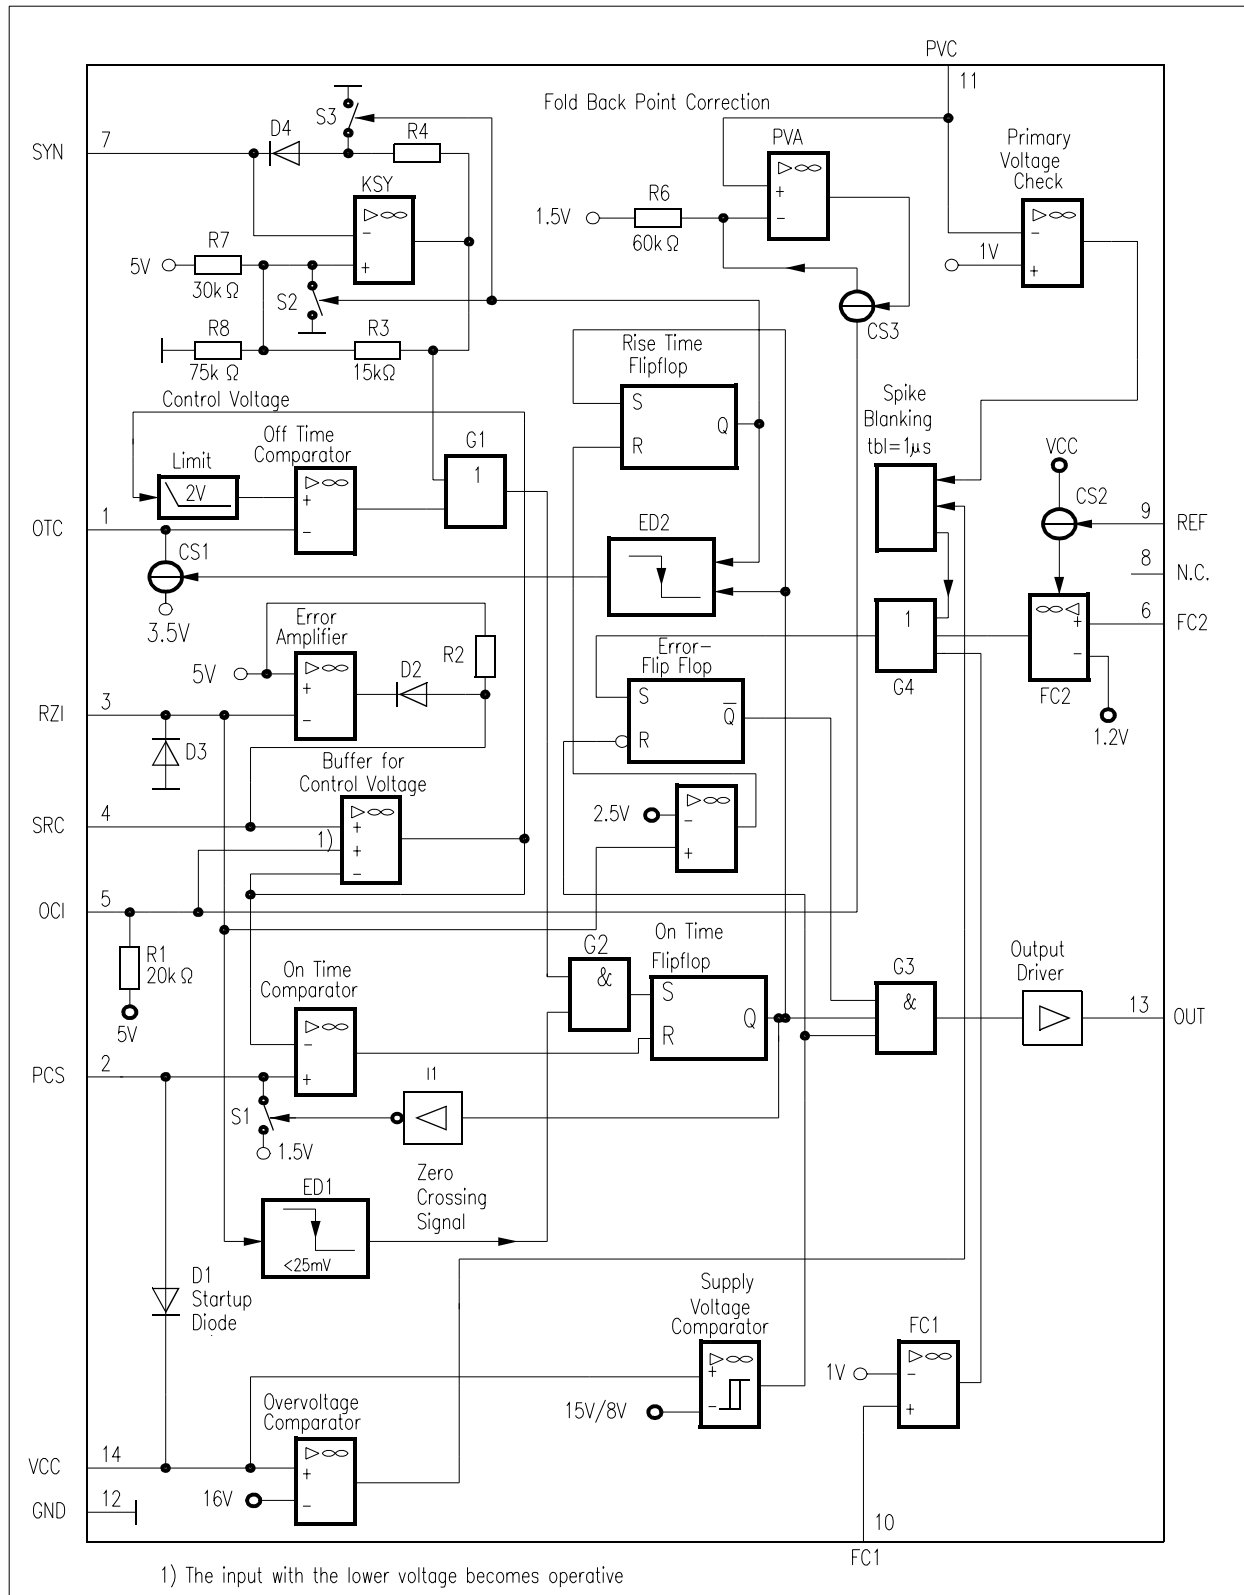 PVC
11
Fold Back Point Correction
S3
D4
R4
7
SYN
PVA
Primary
Voltage
Check
KSY
▷∞
▷∞
+
−
▷∞
−
+
R6
1.5V
60k Ω
−
+
1V
R7
5V
30k Ω
S2
CS3
R8
75k Ω
R3
15kΩ
Rise Time
Flipflop
S
R
Q
Spike
Blanking
tbl=1µs
Control Voltage
Off Time
Comparator
G1
1
Limit
2V
▷∞
+
−
VCC
CS2
9
REF
OTC
1
CS1
3.5V
ED2
8
N.C.
Error
Amplifier
R2
5V
▷∞
+
−
D2
Error-
Flip Flop
S
R
Q̅
1
G4
∞◁
+
−
FC2
6
FC2
1.2V
RZI
3
D3
Buffer for
Control Voltage
▷∞
+
+
−
1)
SRC
4
2.5V
▷∞
−
+
OCI
5
R1
20k Ω
5V
On Time
Comparator
G2
&
On Time
Flipflop
S
R
Q
G3
&
Output
Driver
▷
13
OUT
▷∞
−
+
PCS
2
S1
1.5V
I1
◁
ED1
<25mV
Zero
Crossing
Signal
D1
Startup
Diode
Supply
Voltage
Comparator
▷∞
+
−
15V/8V
FC1
▷∞
−
+
1V
Overvoltage
Comparator
▷∞
+
−
16V
VCC
14
GND
12
10
FC1
1) The input with the lower voltage becomes operative